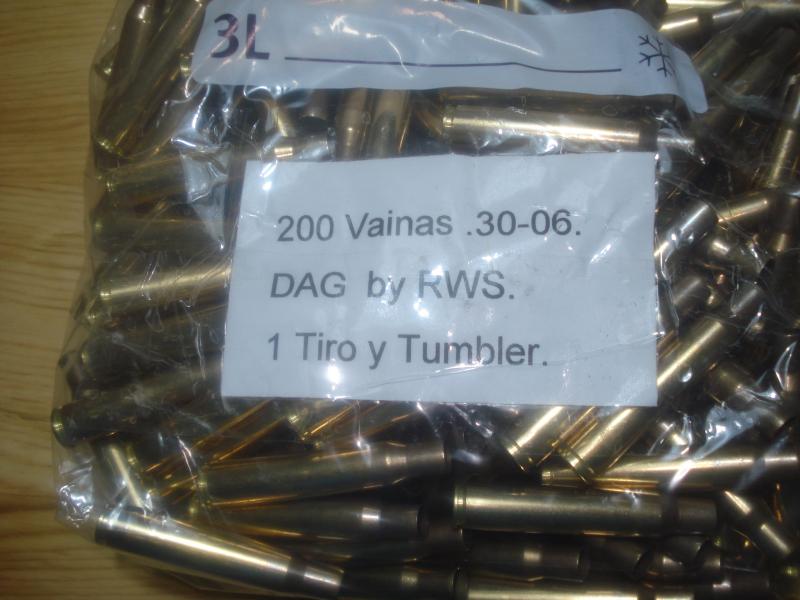 3L
200 Vainas .30-06.
DAG by RWS.
1 Tiro y Tumbler.